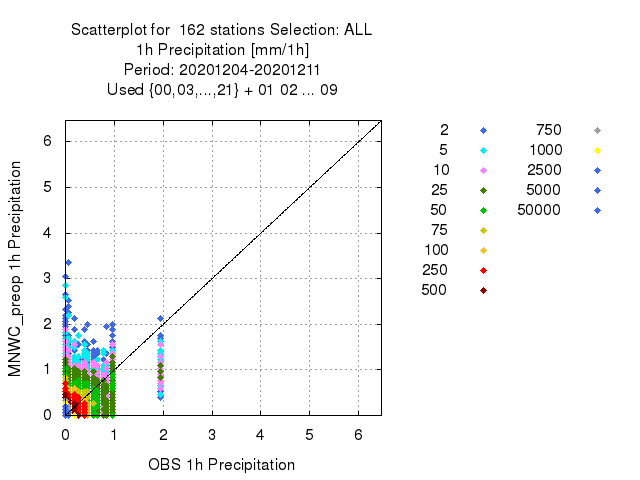 Scatterplot for 162 stations Selection: ALL
1h Precipitation [mm/1h]
Period: 20201204-20201211
Used {00,03,...,21} + 01 02 ... 09
MNWC_preop 1h Precipitation
6
5
4
3
2
1
0
0 1 2 3 4 5 6
OBS 1h Precipitation
2 750
5 1000
10 2500
25 5000
50 50000
75
100
250
500